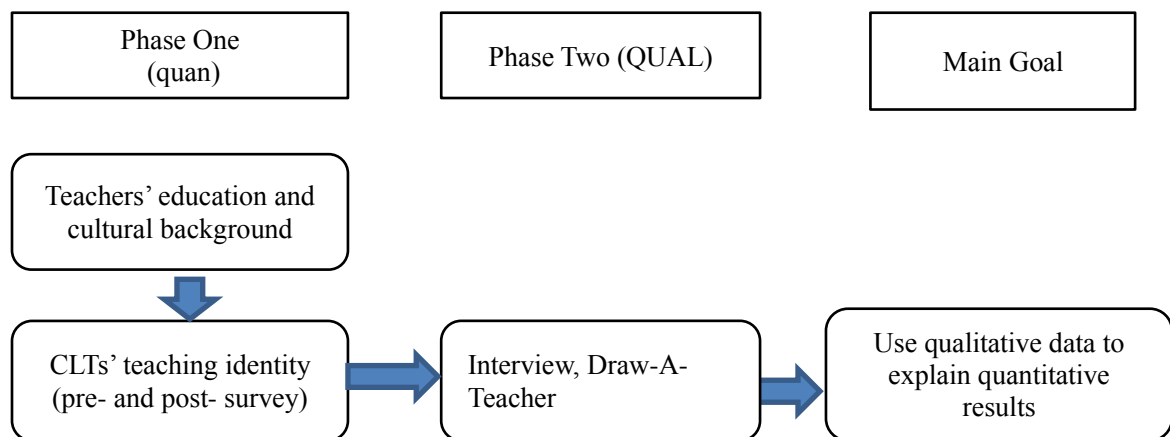 Phase One
(quan)
Phase Two (QUAL)
Main Goal
Teachers’ education and
cultural background
CLTs’ teaching identity
(pre- and post- survey)
Interview, Draw-A-
Teacher
Use qualitative data to
explain quantitative
results